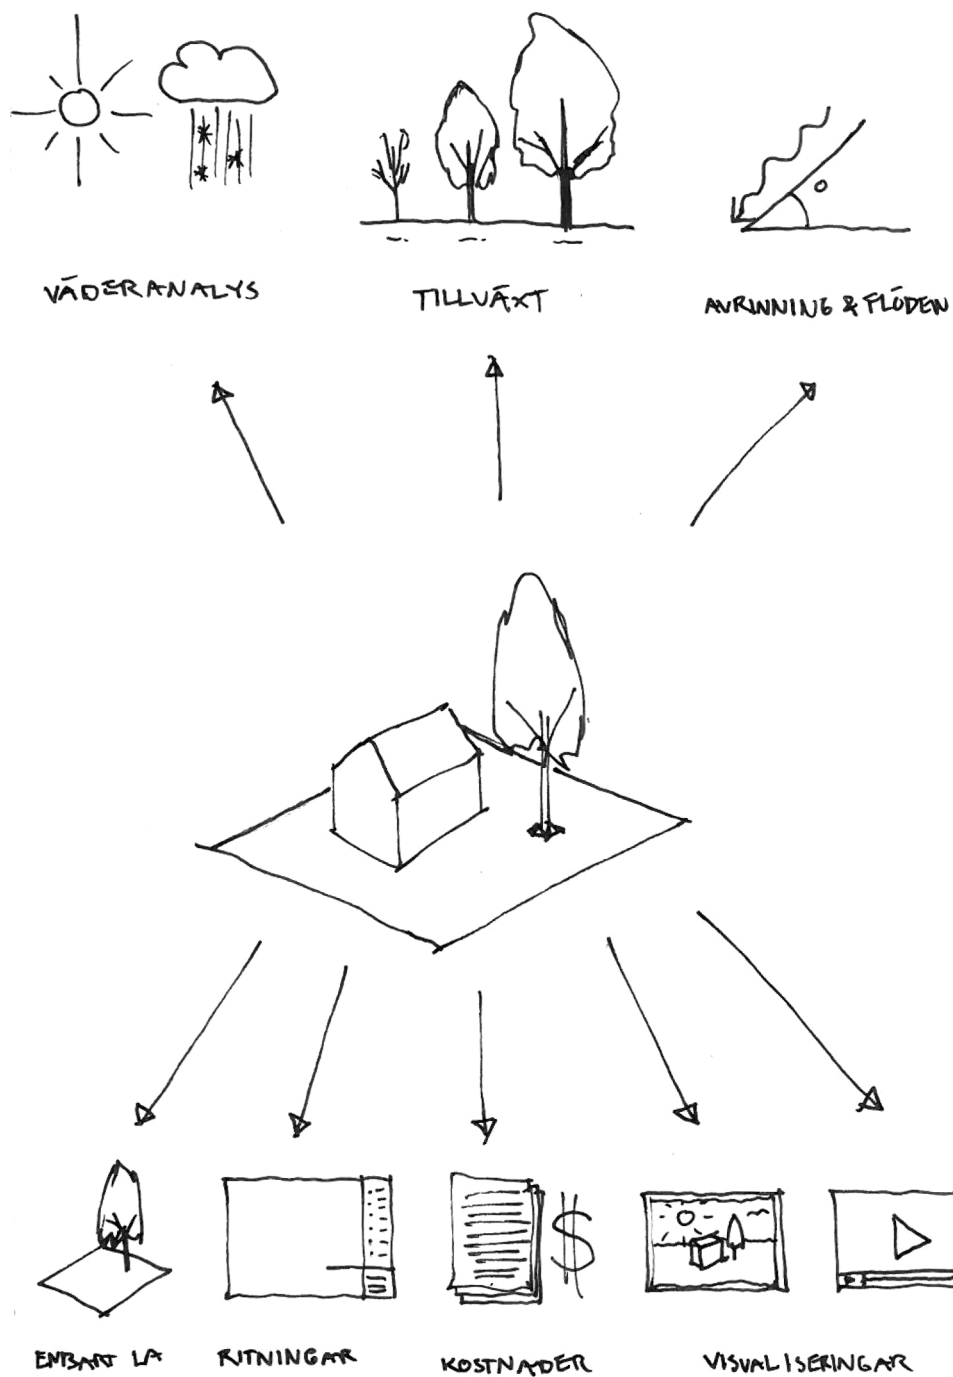 VÄDERANALYS
TILLVÄXT
AVRINNING & FLÖDEN
ENBART LA
RITNINGAR
KOSTNADER
VISUALISERINGAR